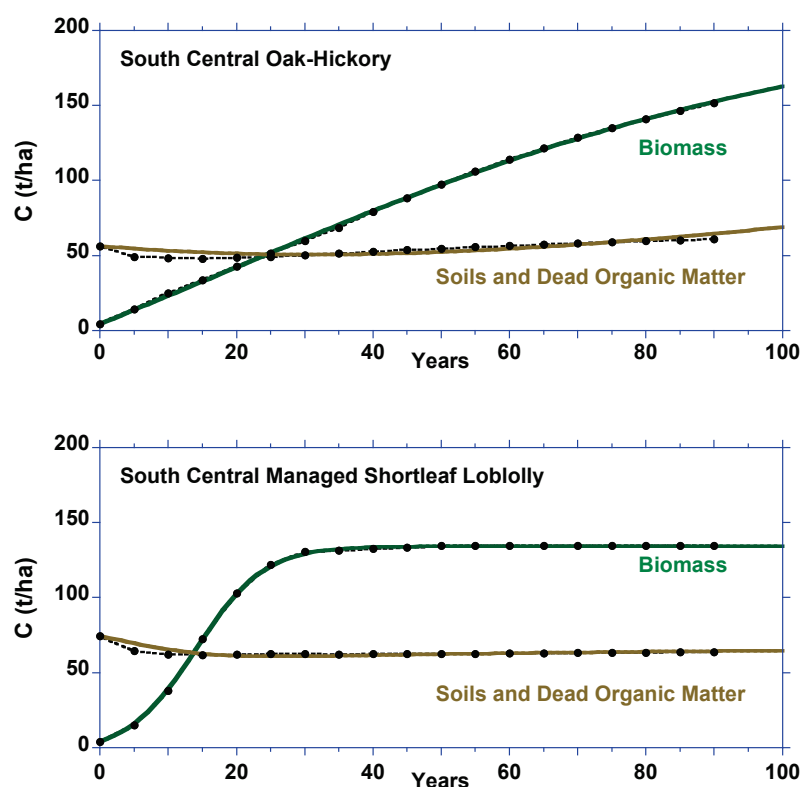 200
South Central Oak-Hickory
150
Biomass
100
C (t/ha)
50
Soils and Dead Organic Matter
0
0 20 40 60 80 100
Years
200
South Central Managed Shortleaf Loblolly
150
Biomass
100
C (t/ha)
50
Soils and Dead Organic Matter
0
0 20 40 60 80 100
Years